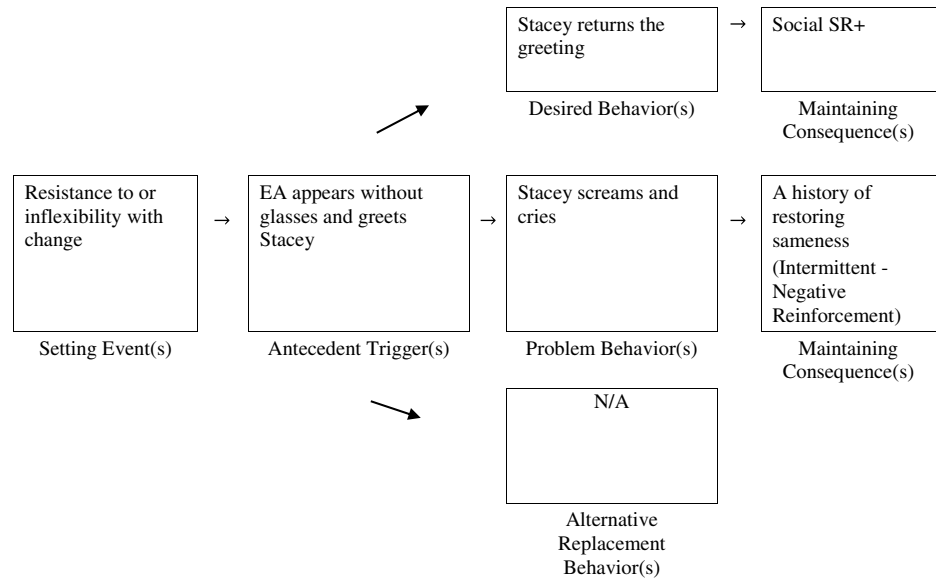 Stacey returns the
greeting
→
Social SR+
Desired Behavior(s)
Maintaining
Consequence(s)
Resistance to or
inflexibility with
change
→
EA appears without
glasses and greets
Stacey
→
Stacey screams and
cries
→
A history of
restoring
sameness
(Intermittent -
Negative
Reinforcement)
Setting Event(s)
Antecedent Trigger(s)
Problem Behavior(s)
Maintaining
Consequence(s)
N/A
Alternative
Replacement
Behavior(s)